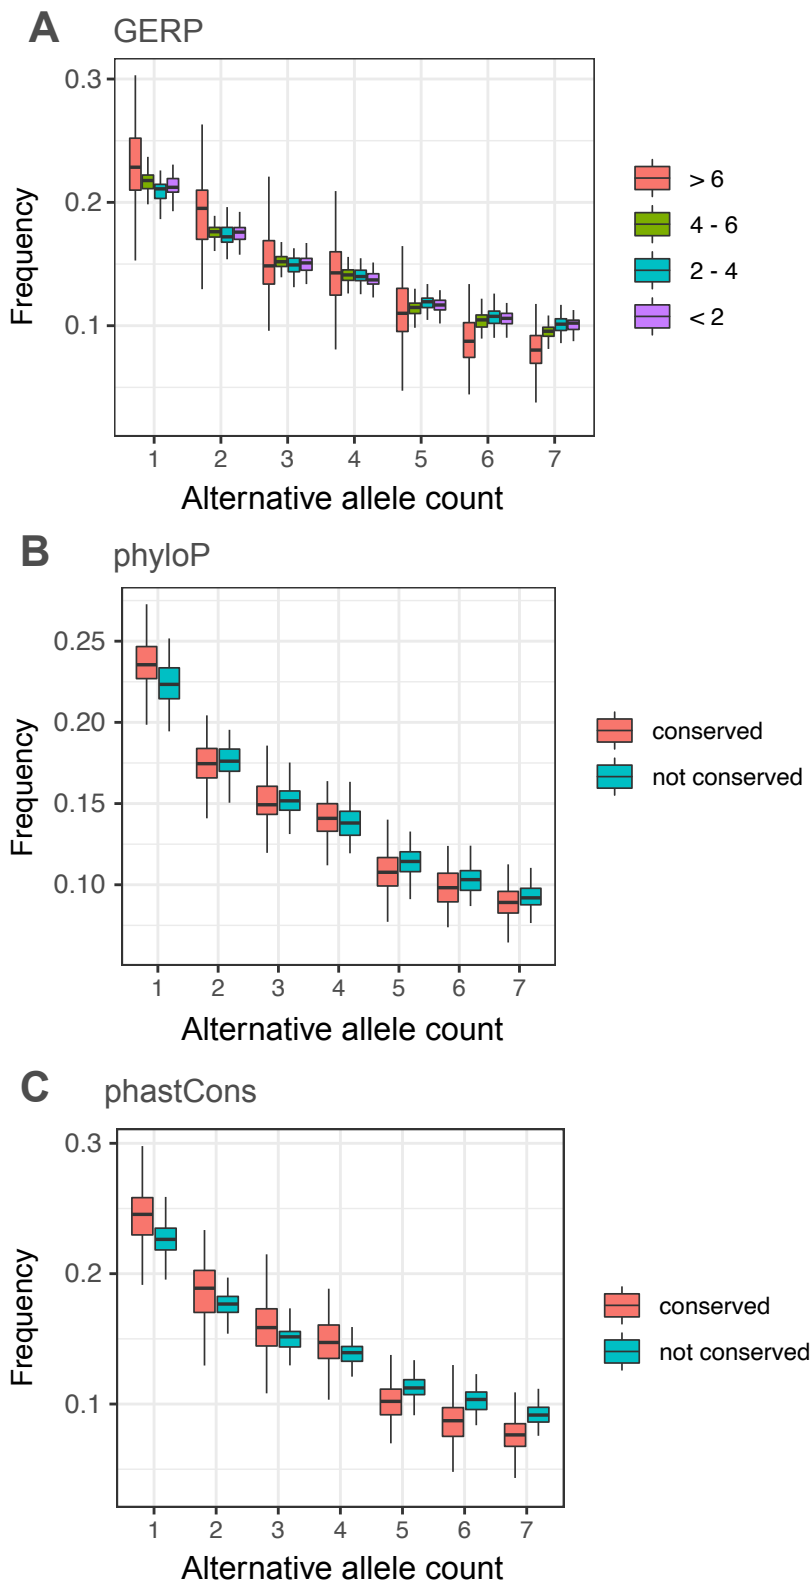 A GERP
Frequency
0.3
0.2
0.1
1 2 3 4 5 6 7
Alternative allele count
> 6
4 - 6
2 - 4
< 2
B phyloP
Frequency
0.25
0.20
0.15
0.10
1 2 3 4 5 6 7
Alternative allele count
conserved
not conserved
C phastCons
Frequency
0.3
0.2
0.1
1 2 3 4 5 6 7
Alternative allele count
conserved
not conserved